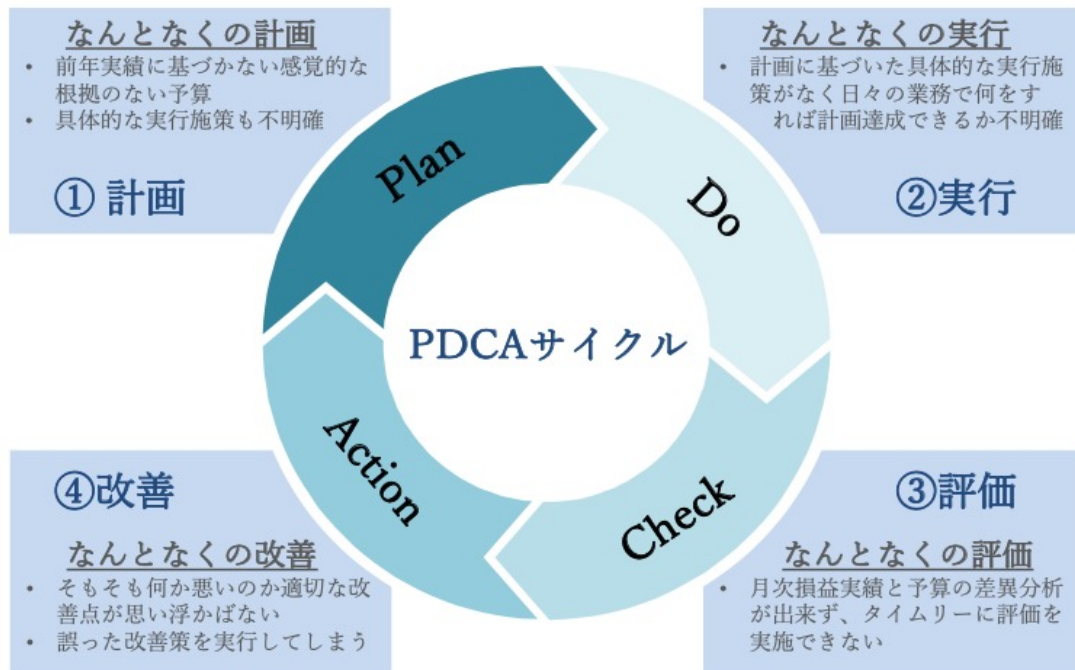 なんとなくの計画
• 前年実績に基づかない感覚的な
根拠のない予算
• 具体的な実行施策も不明確
① 計画
なんとなくの実行
• 計画に基づいた具体的な実行施
策がなく日々の業務で何をす
れば計画達成できるか不明確
②実行
Plan
Do
PDCAサイクル
Action
Check
④改善
なんとなくの改善
• そもそも何か悪いのか適切な改
善点が思い浮かばない
• 誤った改善策を実行してしまう
③評価
なんとなくの評価
• 月次損益実績と予算の差異分析
が出来ず、タイムリーに評価を
実施できない